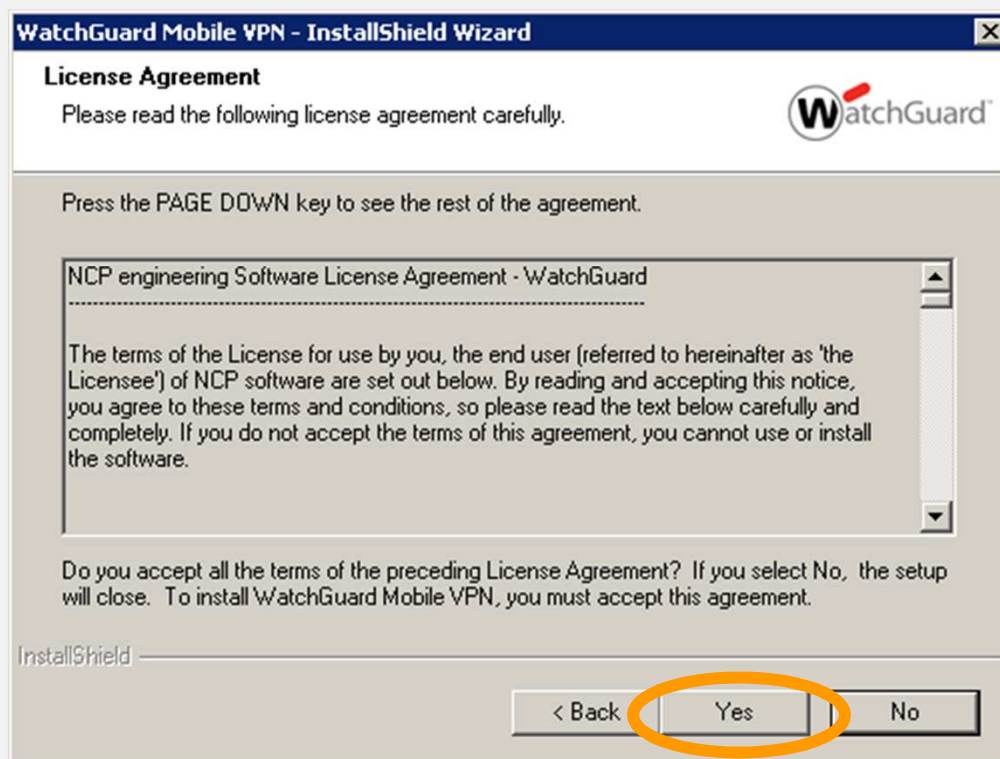 WatchGuard Mobile VPN - InstallShield Wizard
License Agreement
Please read the following license agreement carefully.
WatchGuard
Press the PAGE DOWN key to see the rest of the agreement.
NCP engineering Software License Agreement - WatchGuard
--------------------------------------------------------------------------------
The terms of the License for use by you, the end user (referred to hereinafter as 'the
Licensee') of NCP software are set out below. By reading and accepting this notice,
you agree to these terms and conditions, so please read the text below carefully and
completely. If you do not accept the terms of this agreement, you cannot use or install
the software.
Do you accept all the terms of the preceding License Agreement? If you select No, the setup
will close. To install WatchGuard Mobile VPN, you must accept this agreement.
InstallShield
< Back Yes No